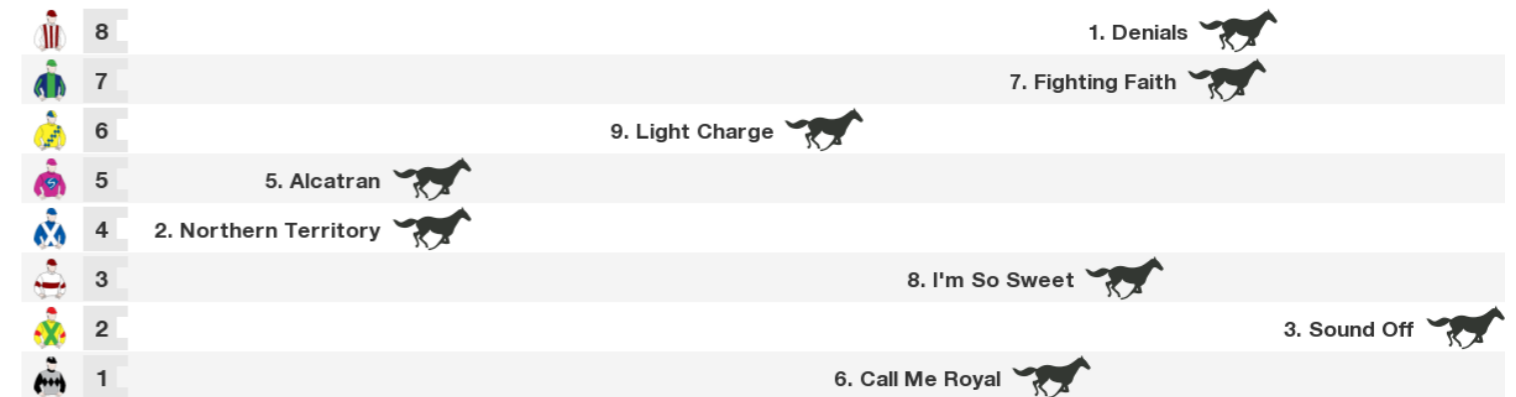 8 1. Denials
7 7. Fighting Faith
6 9. Light Charge
5 5. Alcatran
4 2. Northern Territory
3 8. I'm So Sweet
2 3. Sound Off
1 6. Call Me Royal